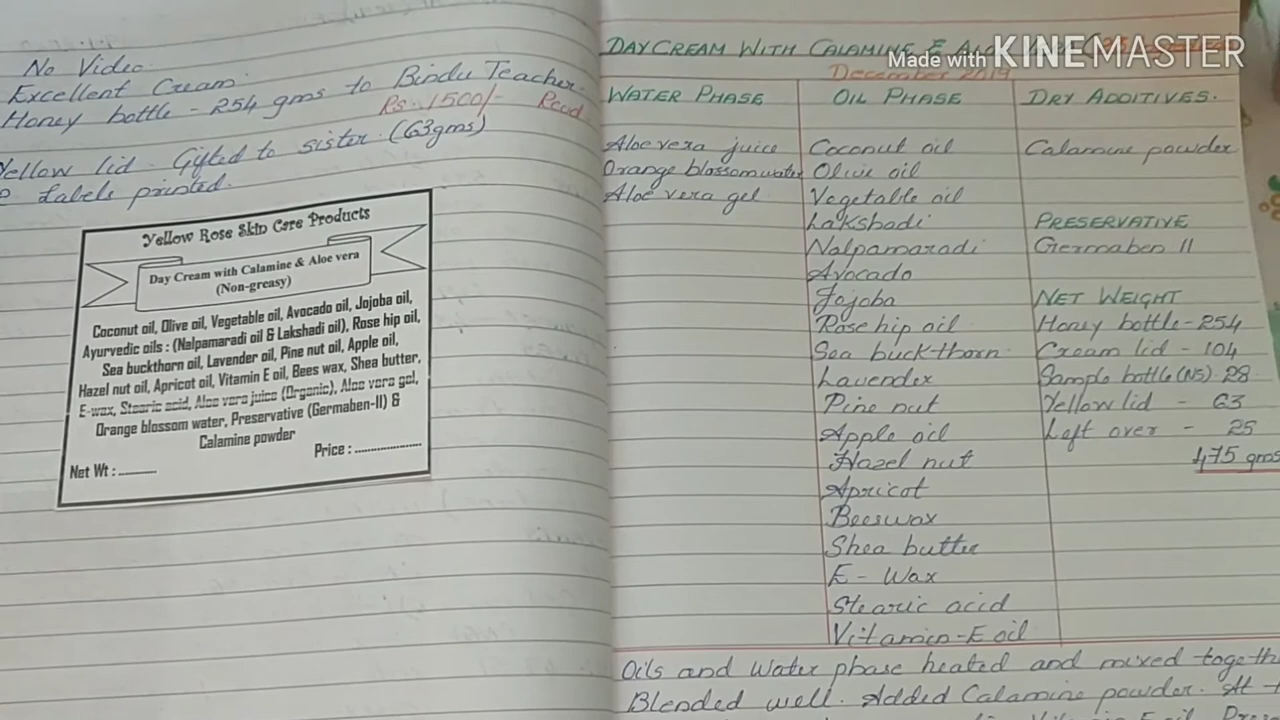 No Video.
Excellent Cream.
Honey bottle - 254 gms to Bindu Teacher.
Rs. 1500/- Recd.
Yellow lid - Gifted to sister. (63gms)
Labels printed.
Yellow Rose Skin Care Products
Day Cream with Calamine & Aloe vera
(Non-greasy)
Coconut oil, Olive oil, Vegetable oil, Avocado oil, Jojoba oil,
Ayurvedic oils : (Nalpamaradi oil & Lakshadi oil), Rose hip oil,
Sea buckthorn oil, Lavender oil, Pine nut oil, Apple oil,
Hazel nut oil, Apricot oil, Vitamin E oil, Bees wax, Shea butter,
E-wax, Stearic acid, Aloe vera juice (Organic), Aloe vera gel,
Orange blossom water, Preservative (Germaben-II) &
Calamine powder
Price : .....................
Net Wt : ............
Made with KINEMASTER
DAY CREAM WITH CALAMINE &
December 2019
WATER PHASE
Aloe vera juice
Orange blossom water
Aloe vera gel
OIL PHASE
Coconut oil
Olive oil
Vegetable oil
Lakshadi
Nalpamaradi
Avocado
Jojoba
Rose hip oil
Sea buckthorn
Lavender
Pine nut
Apple oil
Hazel nut
Apricot
Beeswax
Shea butter
E - Wax
Stearic acid
Vitamin-E oil
DRY ADDITIVES.
Calamine powder
PRESERVATIVE
Germaben 11
NET WEIGHT
Honey bottle - 254
Cream lid - 104
Sample bottle (NS) 28
Yellow lid - 63
Left over - 25
475 gms
Oils and Water phase heated and mixed togeth
Blended well. Added Calamine powder. At
Vitamin E oil